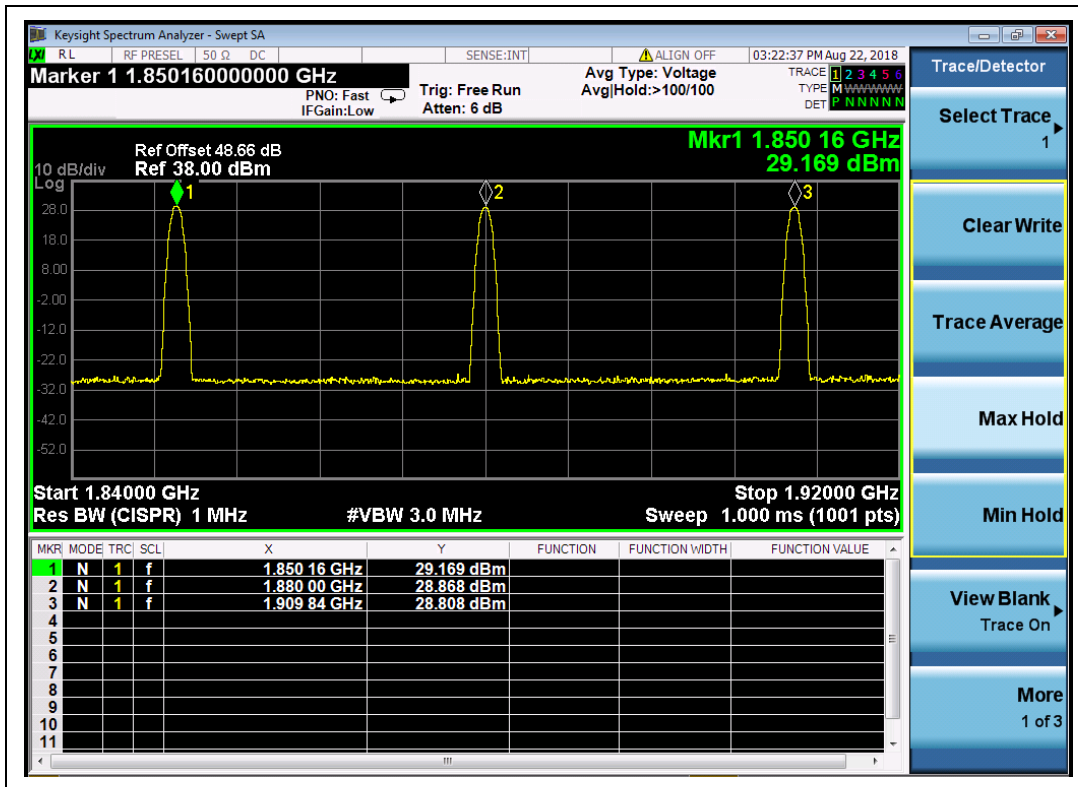 Keysight Spectrum Analyzer - Swept SA
LXI RL RF PRESEL 50 Ω DC SENSE:INT ALIGN OFF 03:22:37 PM Aug 22, 2018
Marker 1 1.850160000000 GHz
PNO: Fast
IFGain:Low
Trig: Free Run
Atten: 6 dB
Avg Type: Voltage
Avg|Hold:>100/100
TRACE 1 2 3 4 5 6
TYPE M WWWWW
DET P N N N N N
Mkr1 1.850 16 GHz
29.169 dBm
Ref Offset 48.66 dB
10 dB/div Ref 38.00 dBm
Log
1
2
3
28.0
18.0
8.00
-2.00
-12.0
-22.0
-32.0
-42.0
-52.0
Start 1.84000 GHz Stop 1.92000 GHz
Res BW (CISPR) 1 MHz #VBW 3.0 MHz Sweep 1.000 ms (1001 pts)
MKR MODE TRC SCL X Y FUNCTION FUNCTION WIDTH FUNCTION VALUE
1 N 1 f 1.850 16 GHz 29.169 dBm
2 N 1 f 1.880 00 GHz 28.868 dBm
3 N 1 f 1.909 84 GHz 28.808 dBm
4
5
6
7
8
9
10
11
Trace/Detector
Select Trace
1
Clear Write
Trace Average
Max Hold
Min Hold
View Blank
Trace On
More
1 of 3